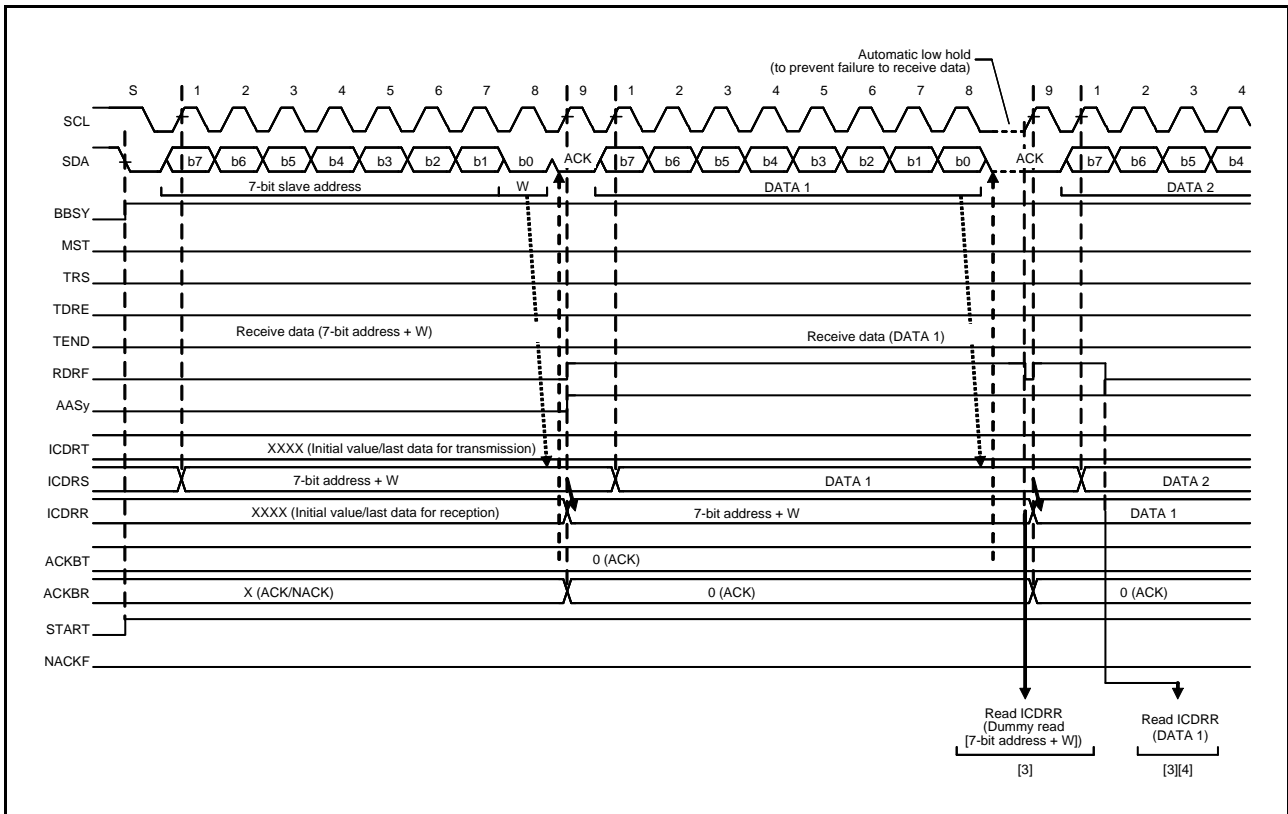 Automatic low hold
(to prevent failure to receive data)
S 1 2 3 4 5 6 7 8 9 1 2 3 4 5 6 7 8 9 1 2 3 4
SCL
SDA b7 b6 b5 b4 b3 b2 b1 b0 ACK b7 b6 b5 b4 b3 b2 b1 b0 ACK b7 b6 b5 b4
7-bit slave address W DATA 1 DATA 2
BBSY
MST
TRS
TDRE
Receive data (7-bit address + W) Receive data (DATA 1)
TEND
RDRF
AASy
ICDRT XXXX (Initial value/last data for transmission)
ICDRS 7-bit address + W DATA 1 DATA 2
ICDRR XXXX (Initial value/last data for reception) 7-bit address + W DATA 1
ACKBT 0 (ACK)
ACKBR X (ACK/NACK) 0 (ACK) 0 (ACK)
START
NACKF
Read ICDRR
(Dummy read
[7-bit address + W])
[3]
Read ICDRR
(DATA 1)
[3][4]